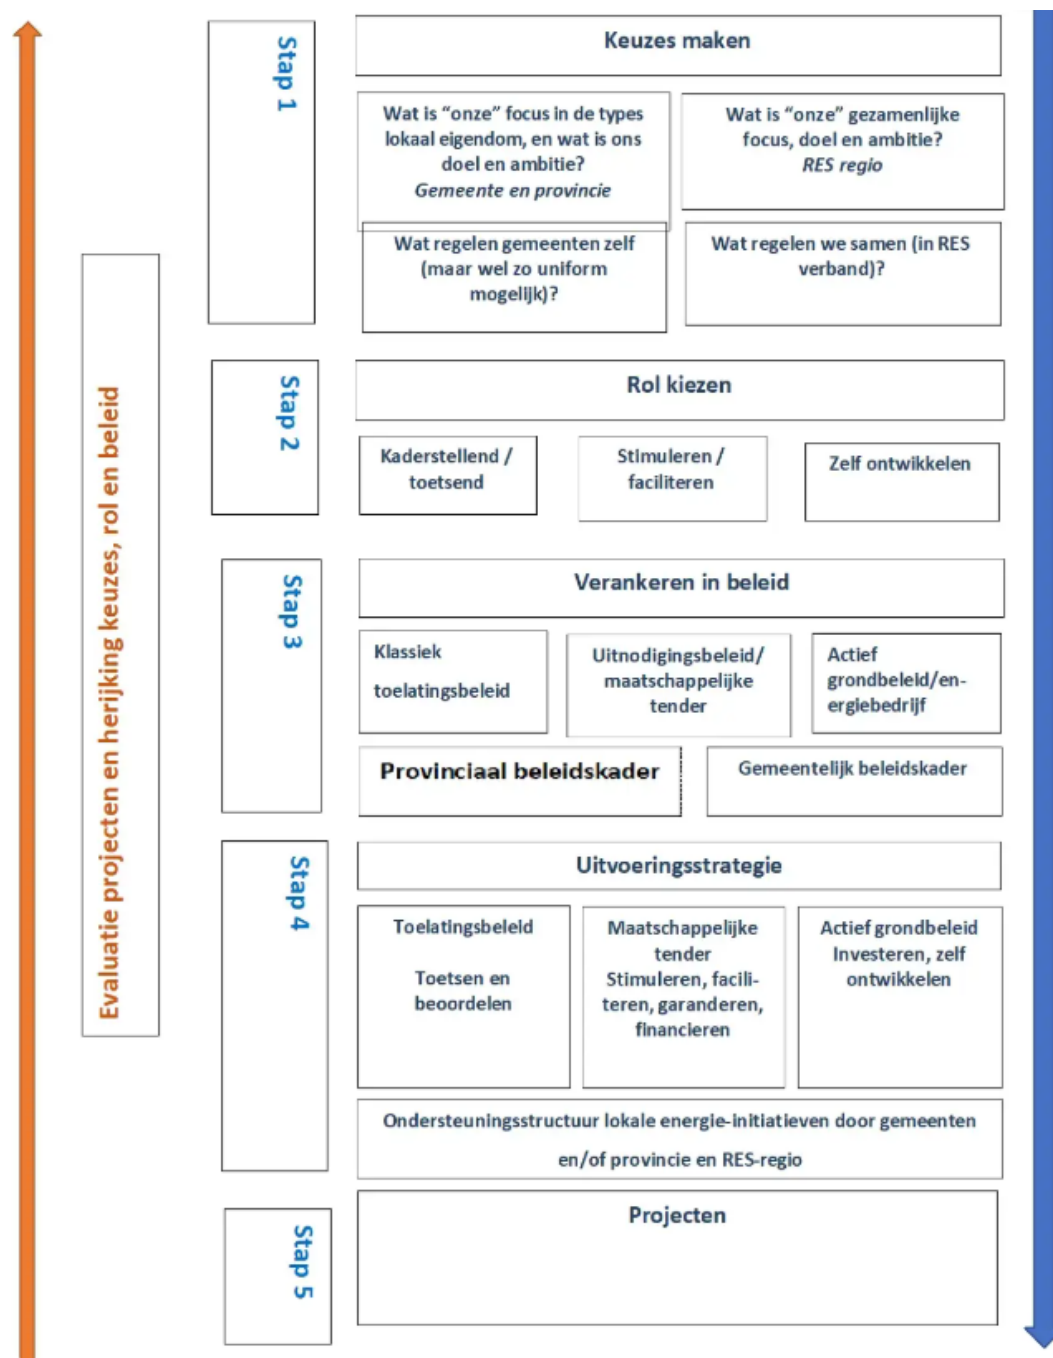 Evaluatie projecten en herijking keuzes, rol en beleid
Stap 1
Keuzes maken
Wat is “onze” focus in de types
lokaal eigendom, en wat is ons
doel en ambitie?
Gemeente en provincie
Wat is “onze” gezamenlijke
focus, doel en ambitie?
RES regio
Wat regelen gemeenten zelf
(maar wel zo uniform
mogelijk)?
Wat regelen we samen (in RES
verband)?
Stap 2
Rol kiezen
Kaderstellend /
toetsend
Stimuleren /
faciliteren
Zelf ontwikkelen
Stap 3
Verankeren in beleid
Klassiek
toelatingsbeleid
Uitnodigingsbeleid/
maatschappelijke
tender
Actief
grondbeleid/en-
ergiebedrijf
Provinciaal beleidskader
Gemeentelijk beleidskader
Stap 4
Uitvoeringsstrategie
Toelatingsbeleid
Toetsen en
beoordelen
Maatschappelijke
tender
Stimuleren, facili-
teren, garanderen,
financieren
Actief grondbeleid
Investeren, zelf
ontwikkelen
Ondersteuningsstructuur lokale energie-initiatieven door gemeenten
en/of provincie en RES-regio
Stap 5
Projecten